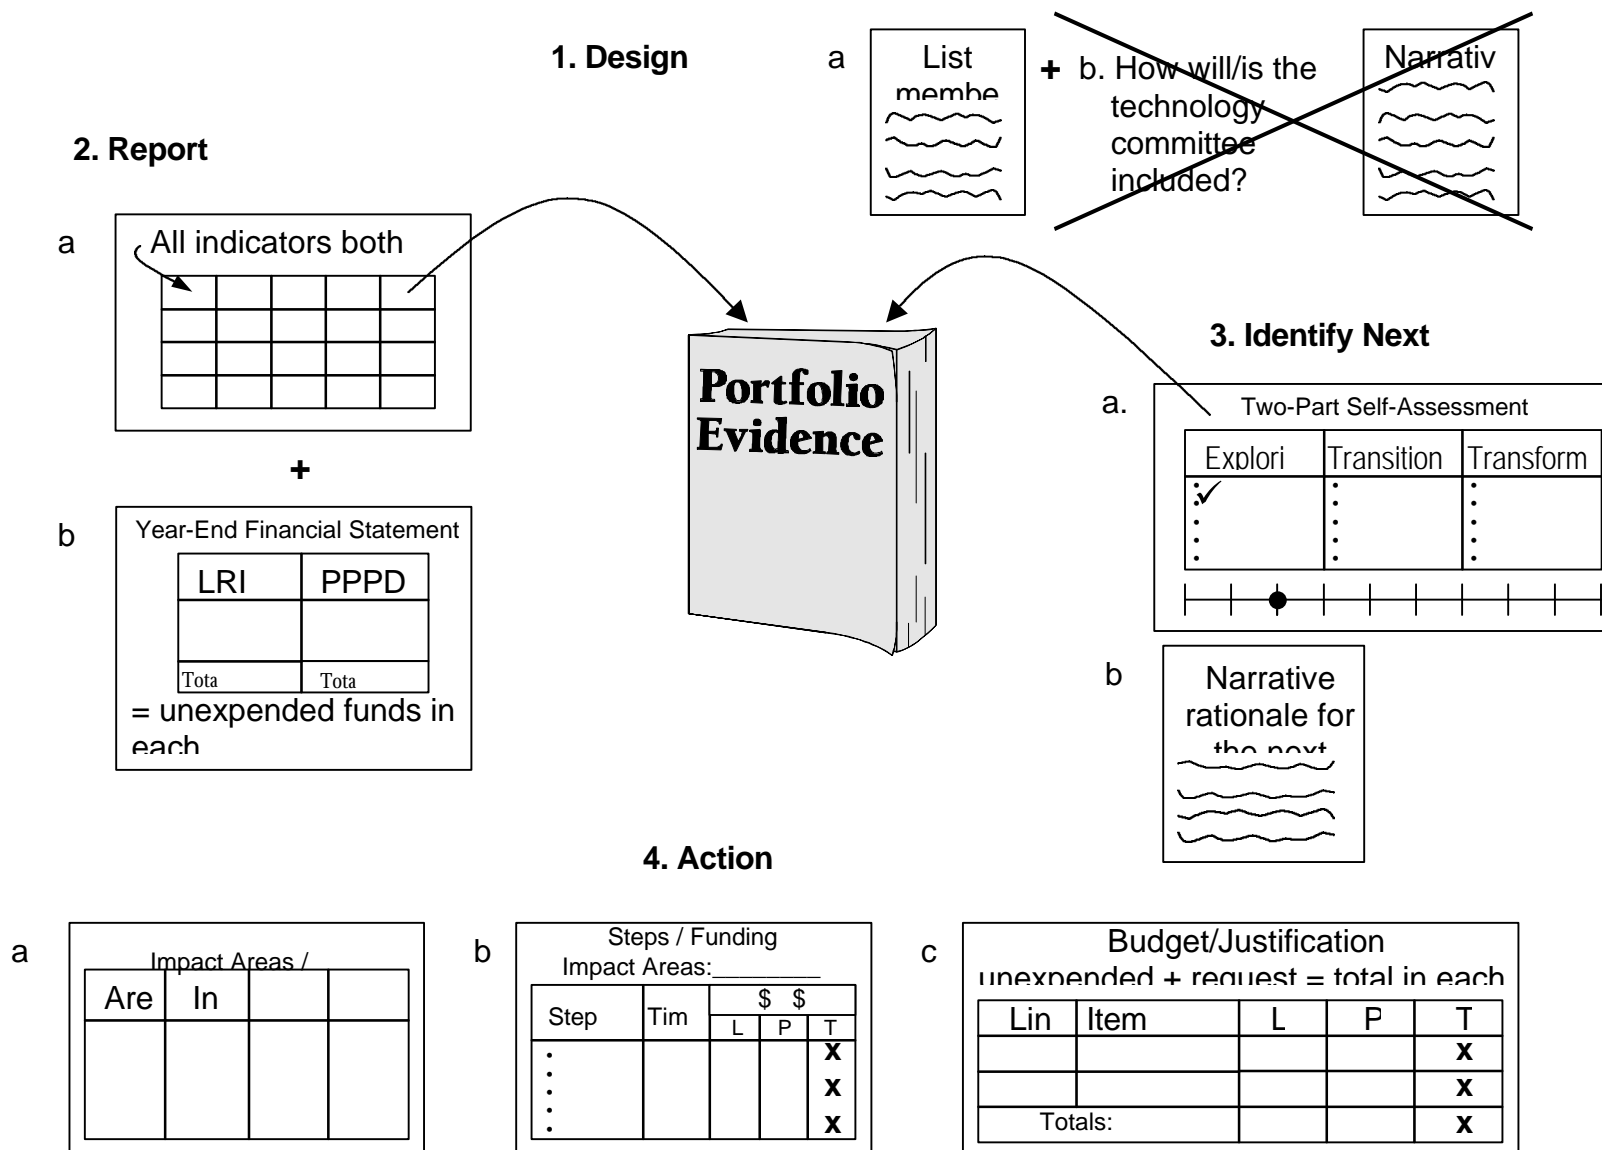 1. Design
a
List
membe
+ b. How will/is the
technology
committee
included?
Narrativ
2. Report
a
All indicators both
+
b
Year-End Financial Statement
LRI PPPD
Tota Tota
= unexpended funds in
each
Portfolio
Evidence
3. Identify Next
a.
Two-Part Self-Assessment
Explori Transition Transform
b
Narrative
rationale for
the next
4. Action
a
Impact Areas /
Are In
b
Steps / Funding
Impact Areas:________
Step Tim $ $
L P T
x
x
x
c
Budget/Justification
unexpended + request = total in each
Lin Item L P T
x
x
Totals: x